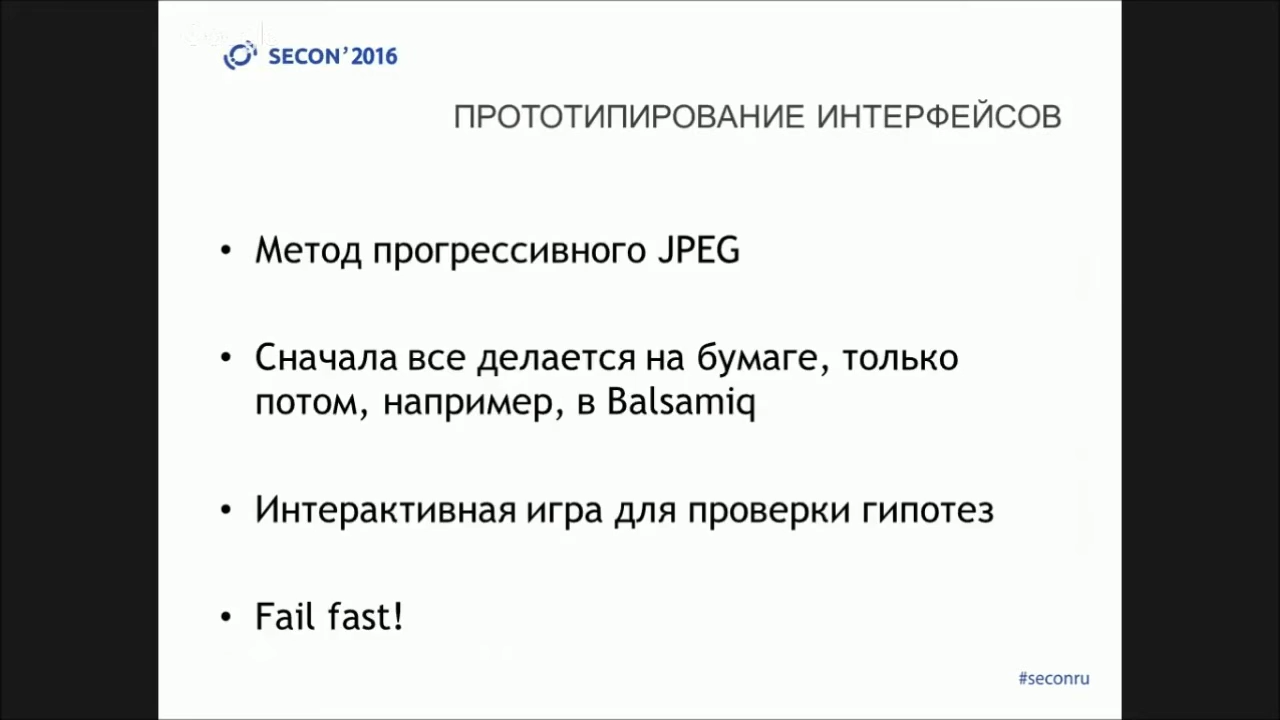 SECON’2016
ПРОТОТИПИРОВАНИЕ ИНТЕРФЕЙСОВ
• Метод прогрессивного JPEG
• Сначала все делается на бумаге, только
потом, например, в Balsamiq
• Интерактивная игра для проверки гипотез
• Fail fast!
#seconru